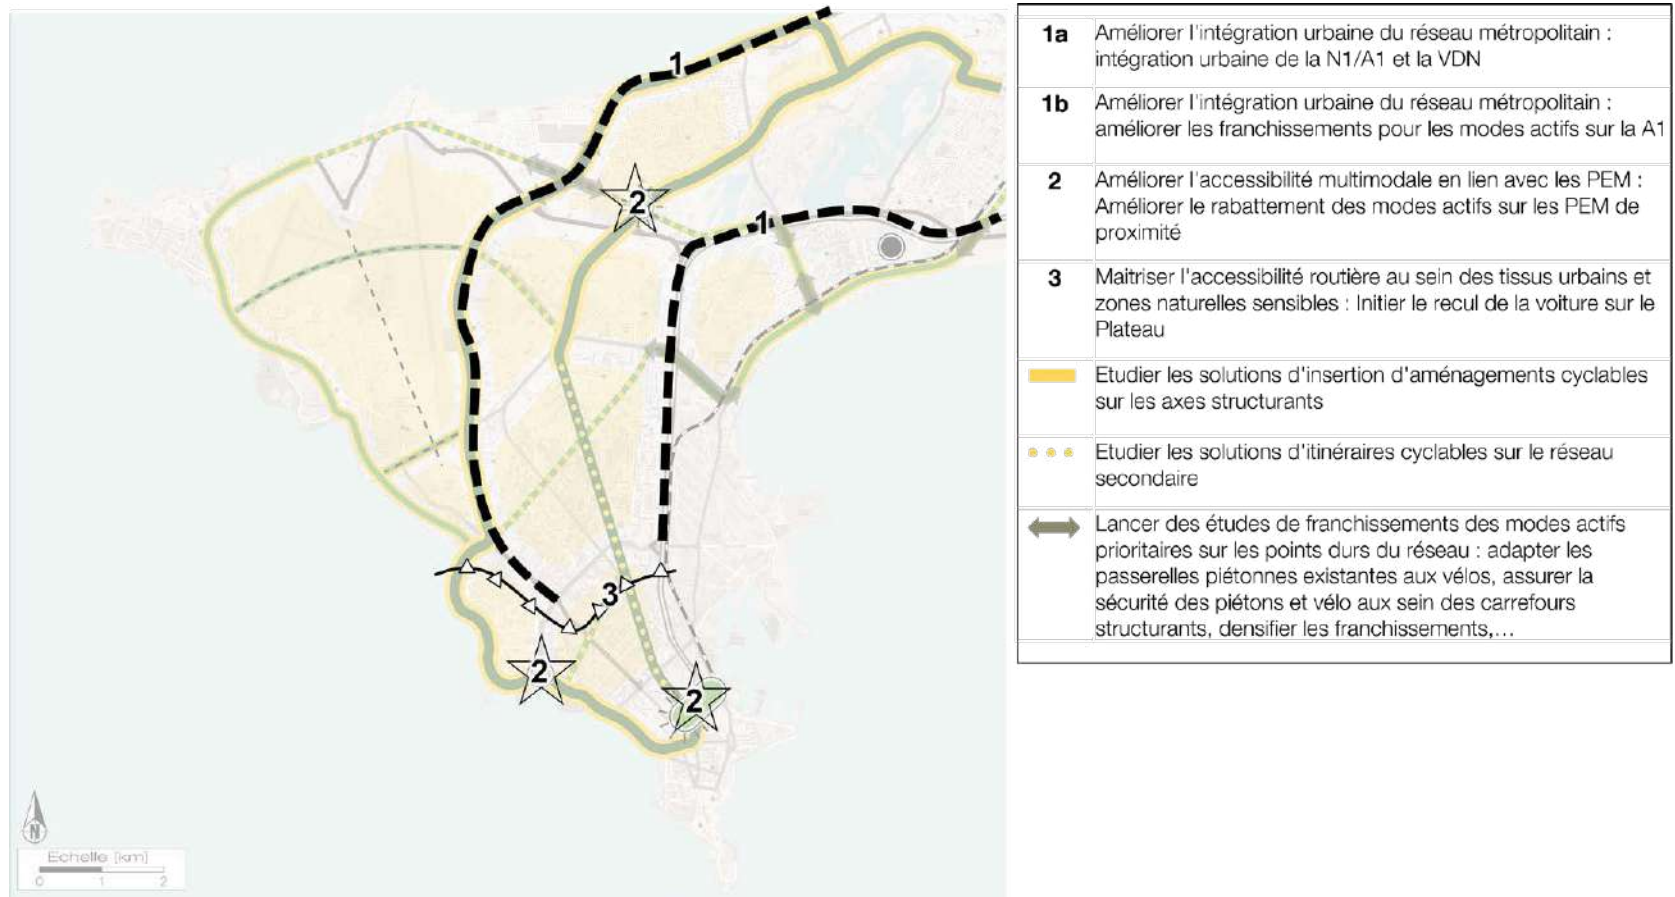 1
2
1
3
2
2
N
Echelle [km]
0 1 2
1a Améliorer l'intégration urbaine du réseau métropolitain :
intégration urbaine de la N1/A1 et la VDN
1b Améliorer l'intégration urbaine du réseau métropolitain :
améliorer les franchissements pour les modes actifs sur la A1
2 Améliorer l'accessibilité multimodale en lien avec les PEM :
Améliorer le rabattement des modes actifs sur les PEM de
proximité
3 Maitriser l'accessibilité routière au sein des tissus urbains et
zones naturelles sensibles : Initier le recul de la voiture sur le
Plateau
Etudier les solutions d'insertion d'aménagements cyclables
sur les axes structurants
Etudier les solutions d'itinéraires cyclables sur le réseau
secondaire
Lancer des études de franchissements des modes actifs
prioritaires sur les points durs du réseau : adapter les
passerelles piétonnes existantes aux vélos, assurer la
sécurité des piétons et vélo aux sein des carrefours
structurants, densifier les franchissements,...